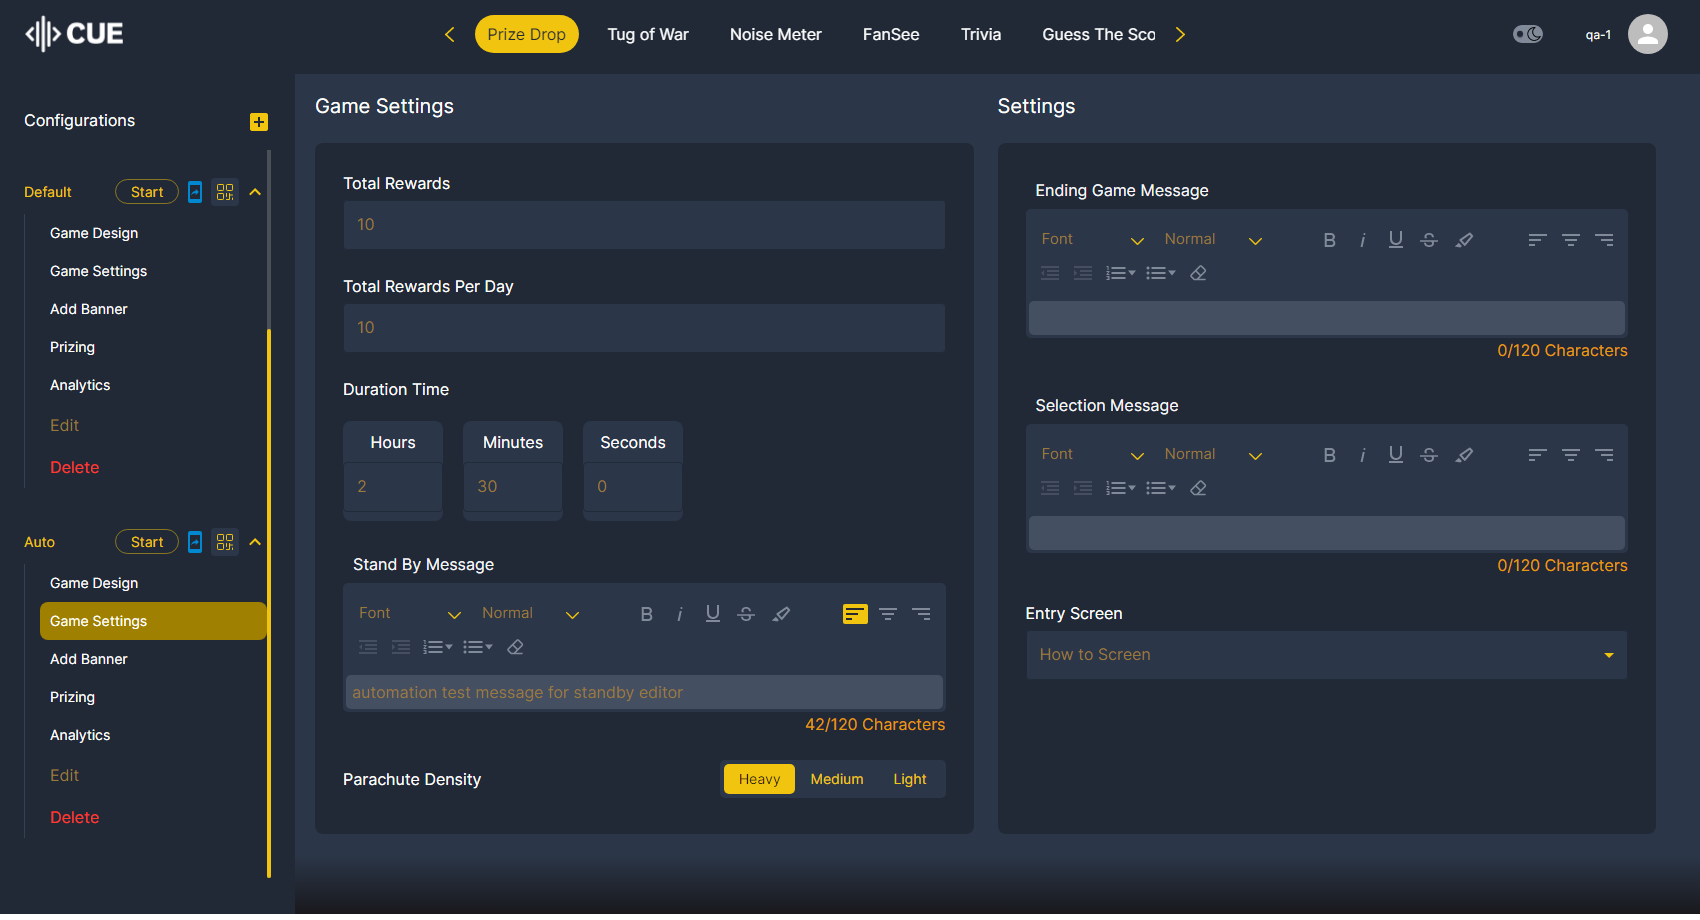 CUE
Prize Drop
Tug of War
Noise Meter
FanSee
Trivia
Guess The Sco
qa-1
Configurations
Default
Start
Game Design
Game Settings
Add Banner
Prizing
Analytics
Edit
Delete
Auto
Start
Game Design
Game Settings
Add Banner
Prizing
Analytics
Edit
Delete
Game Settings
Total Rewards
10
Total Rewards Per Day
10
Duration Time
Hours Minutes Seconds
2 30 0
Stand By Message
Font Normal B i U S
automation test message for standby editor
42/120 Characters
Parachute Density
Heavy Medium Light
Settings
Ending Game Message
Font Normal B i U S
0/120 Characters
Selection Message
Font Normal B i U S
0/120 Characters
Entry Screen
How to Screen